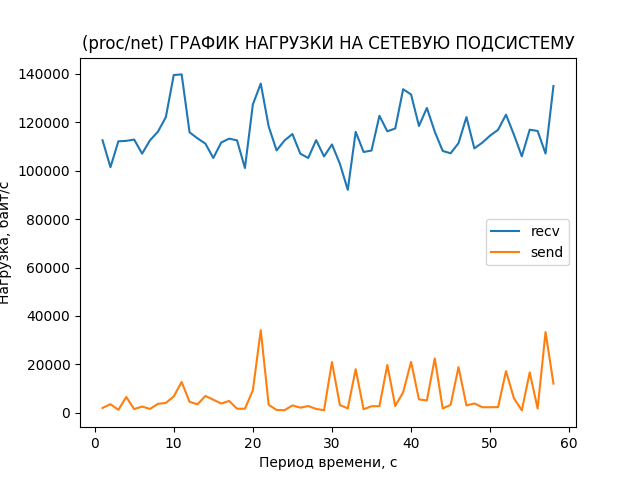 (proc/net) ГРАФИК НАГРУЗКИ НА СЕТЕВУЮ ПОДСИСТЕМУ
140000
120000
100000
80000
60000
40000
20000
0
Нагрузка, байт/с
recv
send
0 10 20 30 40 50 60
Период времени, с